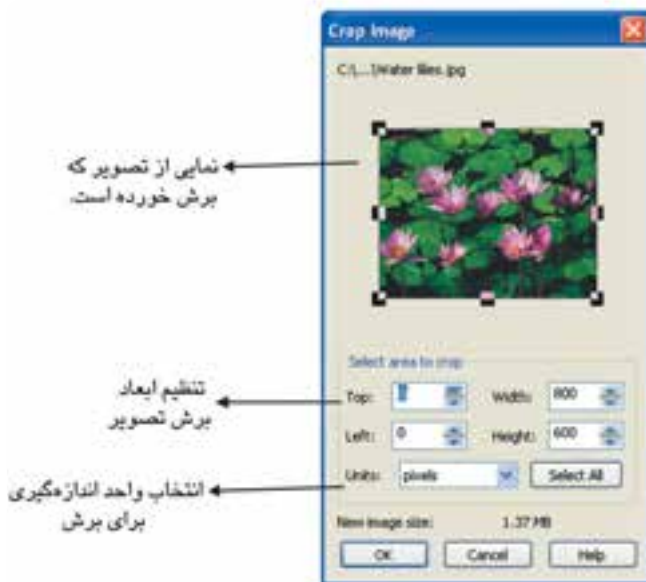 Crop Image
C:\...\Water lilies.jpg
نمایی از تصویر که
برش خورده است.
Select area to crop
تنظیم ابعاد
برش تصویر
Top: Width: 800
Left: 0 Height: 600
انتخاب واحد اندازه‌گیری
برای برش
Units: pixels Select All
New image size: 1.37 MB
OK Cancel Help